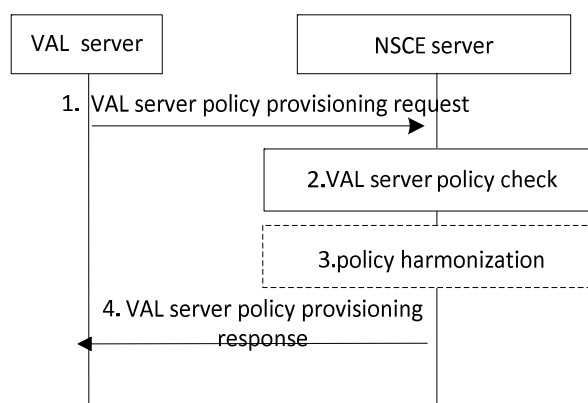 VAL server
NSCE server
1. VAL server policy provisioning request
2.VAL server policy check
3.policy harmonization
4. VAL server policy provisioning
response